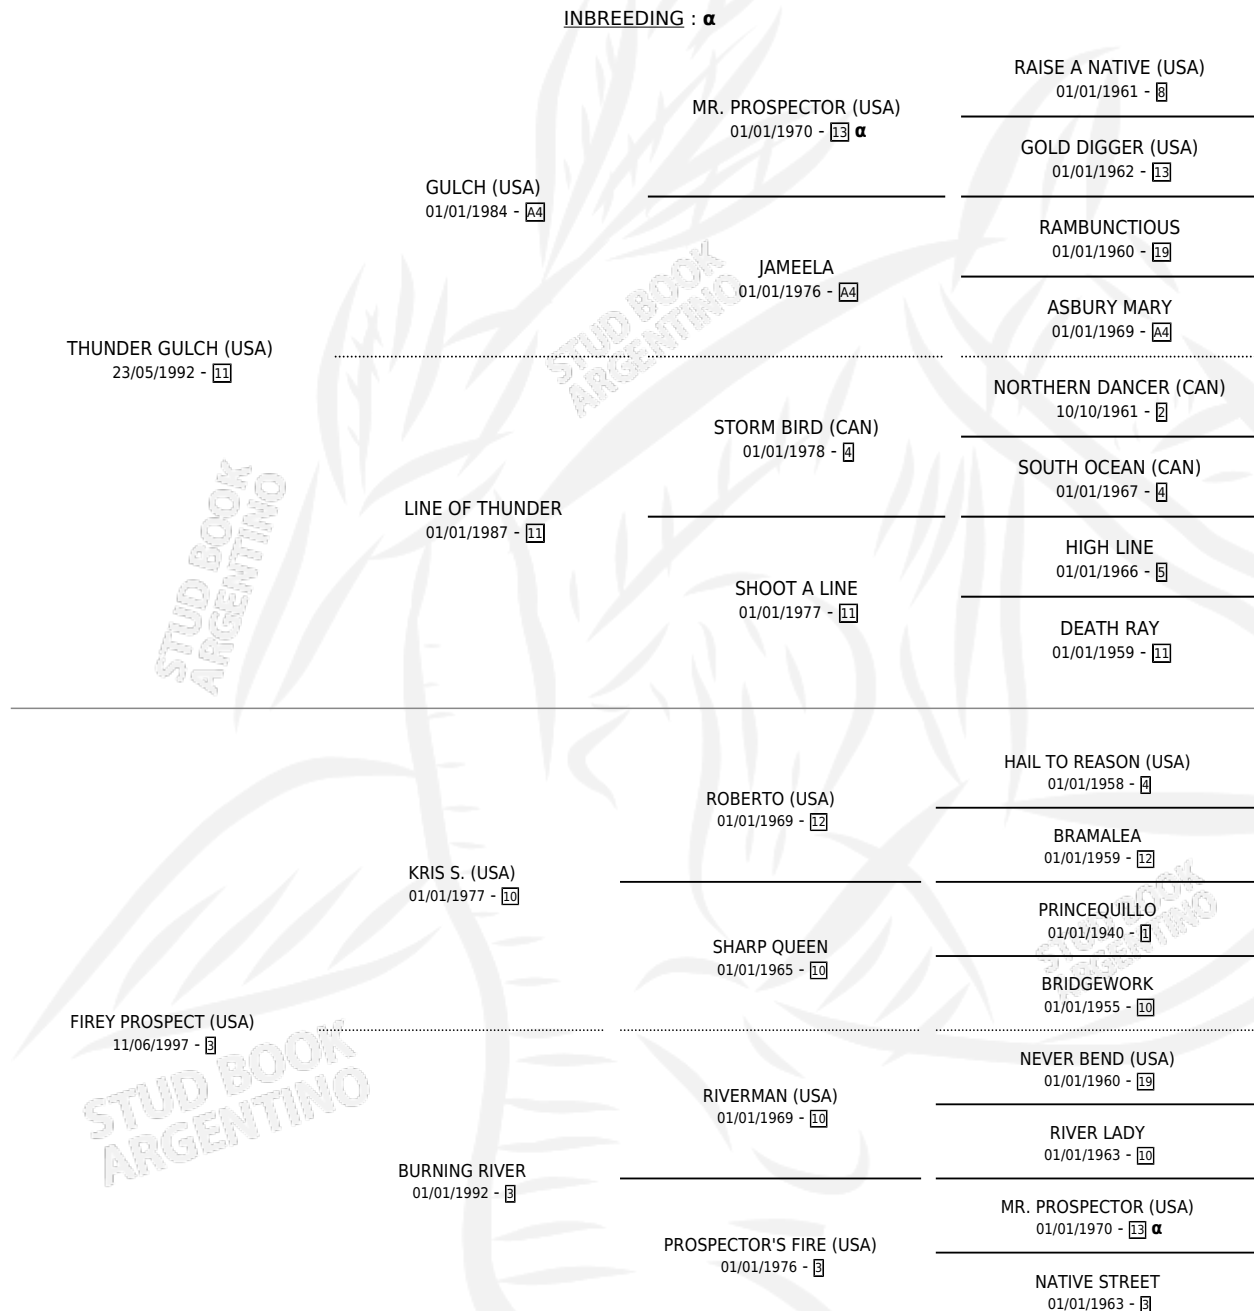 INBREEDING : α
RAISE A NATIVE (USA)
01/01/1961 - 8
MR. PROSPECTOR (USA)
01/01/1970 - 13 α
GOLD DIGGER (USA)
01/01/1962 - 13
GULCH (USA)
01/01/1984 - A4
RAMBUNCTIOUS
01/01/1960 - 19
JAMEELA
01/01/1976 - A4
ASBURY MARY
01/01/1969 - A4
THUNDER GULCH (USA)
23/05/1992 - 11
NORTHERN DANCER (CAN)
10/10/1961 - 2
STORM BIRD (CAN)
01/01/1978 - 4
SOUTH OCEAN (CAN)
01/01/1967 - 4
LINE OF THUNDER
01/01/1987 - 11
HIGH LINE
01/01/1966 - 5
SHOOT A LINE
01/01/1977 - 11
DEATH RAY
01/01/1959 - 11
HAIL TO REASON (USA)
01/01/1958 - 4
ROBERTO (USA)
01/01/1969 - 12
BRAMALEA
01/01/1959 - 12
KRIS S. (USA)
01/01/1977 - 10
PRINCEQUILLO
01/01/1940 - 1
SHARP QUEEN
01/01/1965 - 10
BRIDGEWORK
01/01/1955 - 10
FIREY PROSPECT (USA)
11/06/1997 - 3
NEVER BEND (USA)
01/01/1960 - 19
RIVERMAN (USA)
01/01/1969 - 10
RIVER LADY
01/01/1963 - 10
BURNING RIVER
01/01/1992 - 3
MR. PROSPECTOR (USA)
01/01/1970 - 13 α
PROSPECTOR'S FIRE (USA)
01/01/1976 - 3
NATIVE STREET
01/01/1963 - 3
STUD BOOK
ARGENTINO
STUD BOOK
ARGENTINO
STUD BOOK
ARGENTINO
STUD BOOK
ARGENTINO